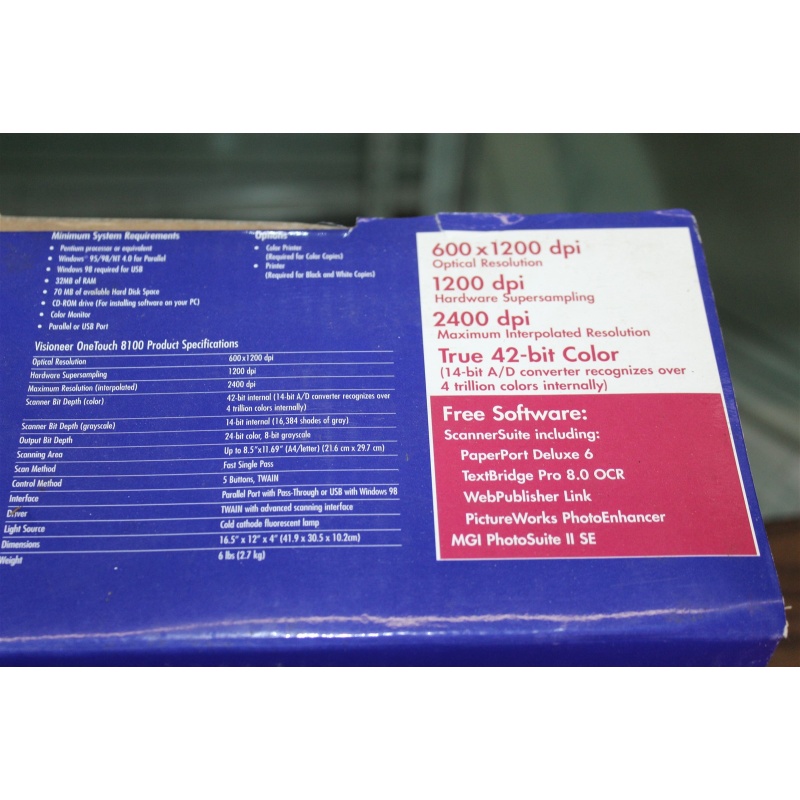 Minimum System Requirements
• Pentium processor or equivalent
• Windows™ 95/98/NT 4.0 for Parallel
• Windows 98 required for USB
• 32MB of RAM
• 70 MB of available Hard Disk Space
• CD-ROM drive (For installing software on your PC)
• Color Monitor
• Parallel or USB Port
Options
• Color Printer
(Required for Color Copies)
• Printer
(Required for Black and White Copies)
Visioneer OneTouch 8100 Product Specifications
Optical Resolution 600x1200 dpi
Hardware Supersampling 1200 dpi
Maximum Resolution (interpolated) 2400 dpi
Scanner Bit Depth (color) 42-bit internal (14-bit A/D converter recognizes over
4 trillion colors internally)
Scanner Bit Depth (grayscale) 14-bit internal (16,384 shades of gray)
Output Bit Depth 24-bit color, 8-bit grayscale
Scanning Area Up to 8.5"x11.69" (A4/letter) (21.6 cm x 29.7 cm)
Scan Method Fast Single Pass
Control Method 5 Buttons, TWAIN
Interface Parallel Port with Pass-Through or USB with Windows 98
Driver TWAIN with advanced scanning interface
Light Source Cold cathode fluorescent lamp
Dimensions 16.5" x 12" x 4" (41.9 x 30.5 x 10.2cm)
Weight 6 lbs (2.7 kg)
600 x 1200 dpi
Optical Resolution
1200 dpi
Hardware Supersampling
2400 dpi
Maximum Interpolated Resolution
True 42-bit Color
(14-bit A/D converter recognizes over
4 trillion colors internally)
Free Software:
ScannerSuite including:
PaperPort Deluxe 6
TextBridge Pro 8.0 OCR
WebPublisher Link
PictureWorks PhotoEnhancer
MGI PhotoSuite II SE